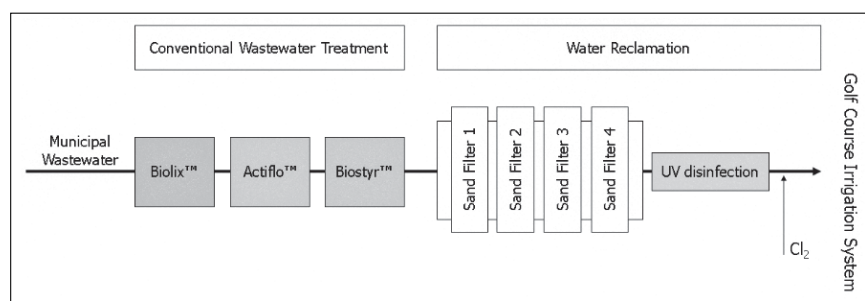 Conventional Wastewater Treatment
Water Reclamation
Municipal
Wastewater
Biolix™
Actiflo™
Biostyr™
Sand Filter 1
Sand Filter 2
Sand Filter 3
Sand Filter 4
UV disinfection
Cl₂
Golf Course Irrigation System